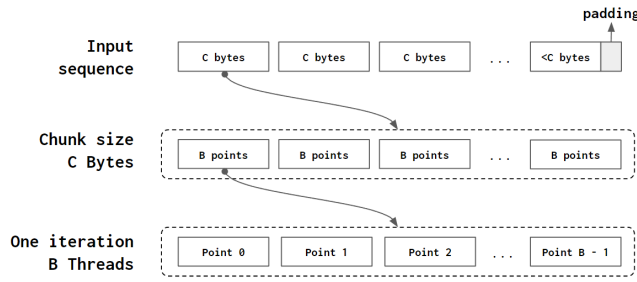 padding
Input
sequence
C bytes C bytes C bytes ... <C bytes
Chunk size
C Bytes
B points B points B points ... B points
One iteration
B Threads
Point 0 Point 1 Point 2 ... Point B - 1